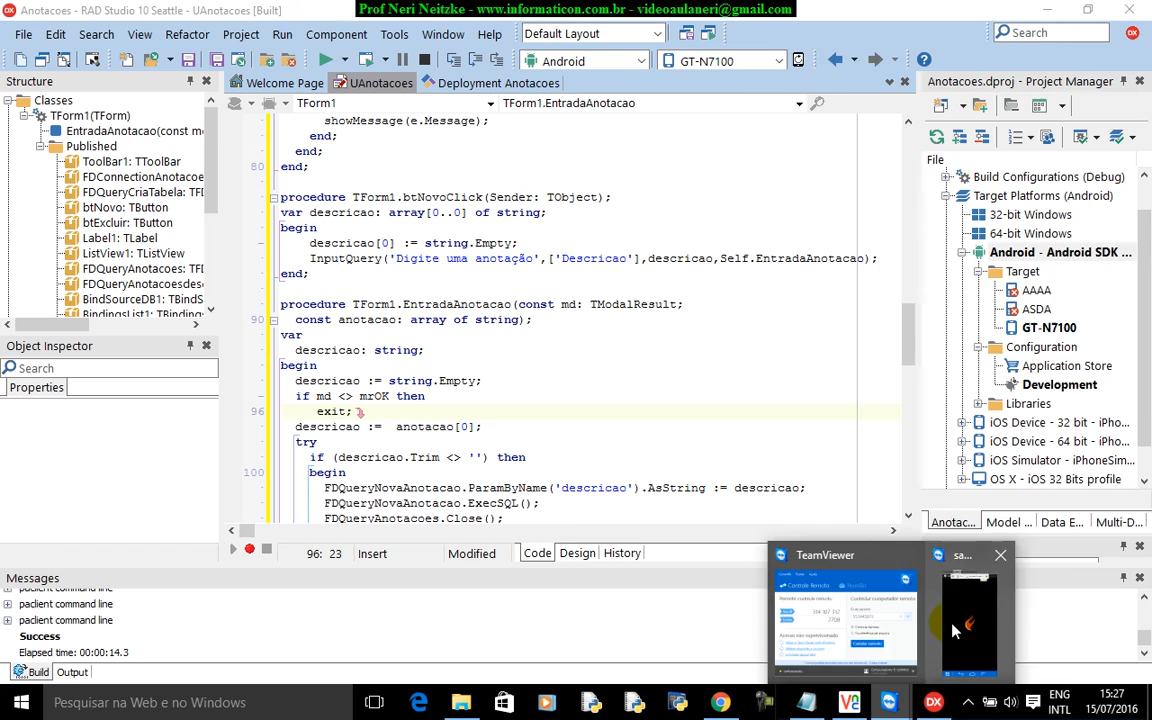 Anotacoes - RAD Studio 10 Seattle - UAnotacoes [Built]
Prof Neri Neitzke - www.informaticon.com.br - videoaulaneri@gmail.com
File Edit Search View Refactor Project Run Component Tools Window Help
Default Layout
Search
Android
GT-N7100
Structure
Welcome Page
UAnotacoes
Deployment Anotacoes
Anotacoes.dproj - Project Manager
Classes
TForm1(TForm)
EntradaAnotacao(const m
Published
ToolBar1: TToolBar
FDConnectionAnotacoe
FDQueryCriaTabela: TF
btNovo: TButton
btExcluir: TButton
Label1: TLabel
ListView1: TListView
FDQueryAnotacoes: TF
FDQueryAnotacoesdes
BindSourceDB1: TBindS
BindingsList1: TBinding
Object Inspector
Search
Properties
TForm1
TForm1.EntradaAnotacao
showMessage(e.Message);
end;
end;
80 end;
procedure TForm1.btNovoClick(Sender: TObject);
var descricao: array[0..0] of string;
begin
descricao[0] := string.Empty;
InputQuery('Digite uma anotação',['Descricao'],descricao,Self.EntradaAnotacao);
end;
procedure TForm1.EntradaAnotacao(const md: TModalResult;
90 const anotacao: array of string);
var
descricao: string;
begin
descricao := string.Empty;
if md <> mrOK then
96 exit;
descricao := anotacao[0];
try
if (descricao.Trim <> '') then
100 begin
FDQueryNovaAnotacao.ParamByName('descricao').AsString := descricao;
FDQueryNovaAnotacao.ExecSQL();
FDQueryAnotacoes.Close();
96: 23 Insert Modified
Code Design History
File
Build Configurations (Debug)
Target Platforms (Android)
32-bit Windows
64-bit Windows
Android - Android SDK ...
Target
AAAA
ASDA
GT-N7100
Configuration
Application Store
Development
Libraries
iOS Device - 32 bit - iPho...
iOS Device - 64 bit - iPho...
iOS Simulator - iPhoneSim...
OS X - iOS 32 Bits profile
Anotac... Model ... Data E... Multi-D...
Messages
paclient command line
paclient command line
Success
Elapsed time: 00:00:14.3
Build Output
TeamViewer
sa...
Controle Remoto
Pesquisar na Web e no Windows
ENG
INTL
15:27
15/07/2016